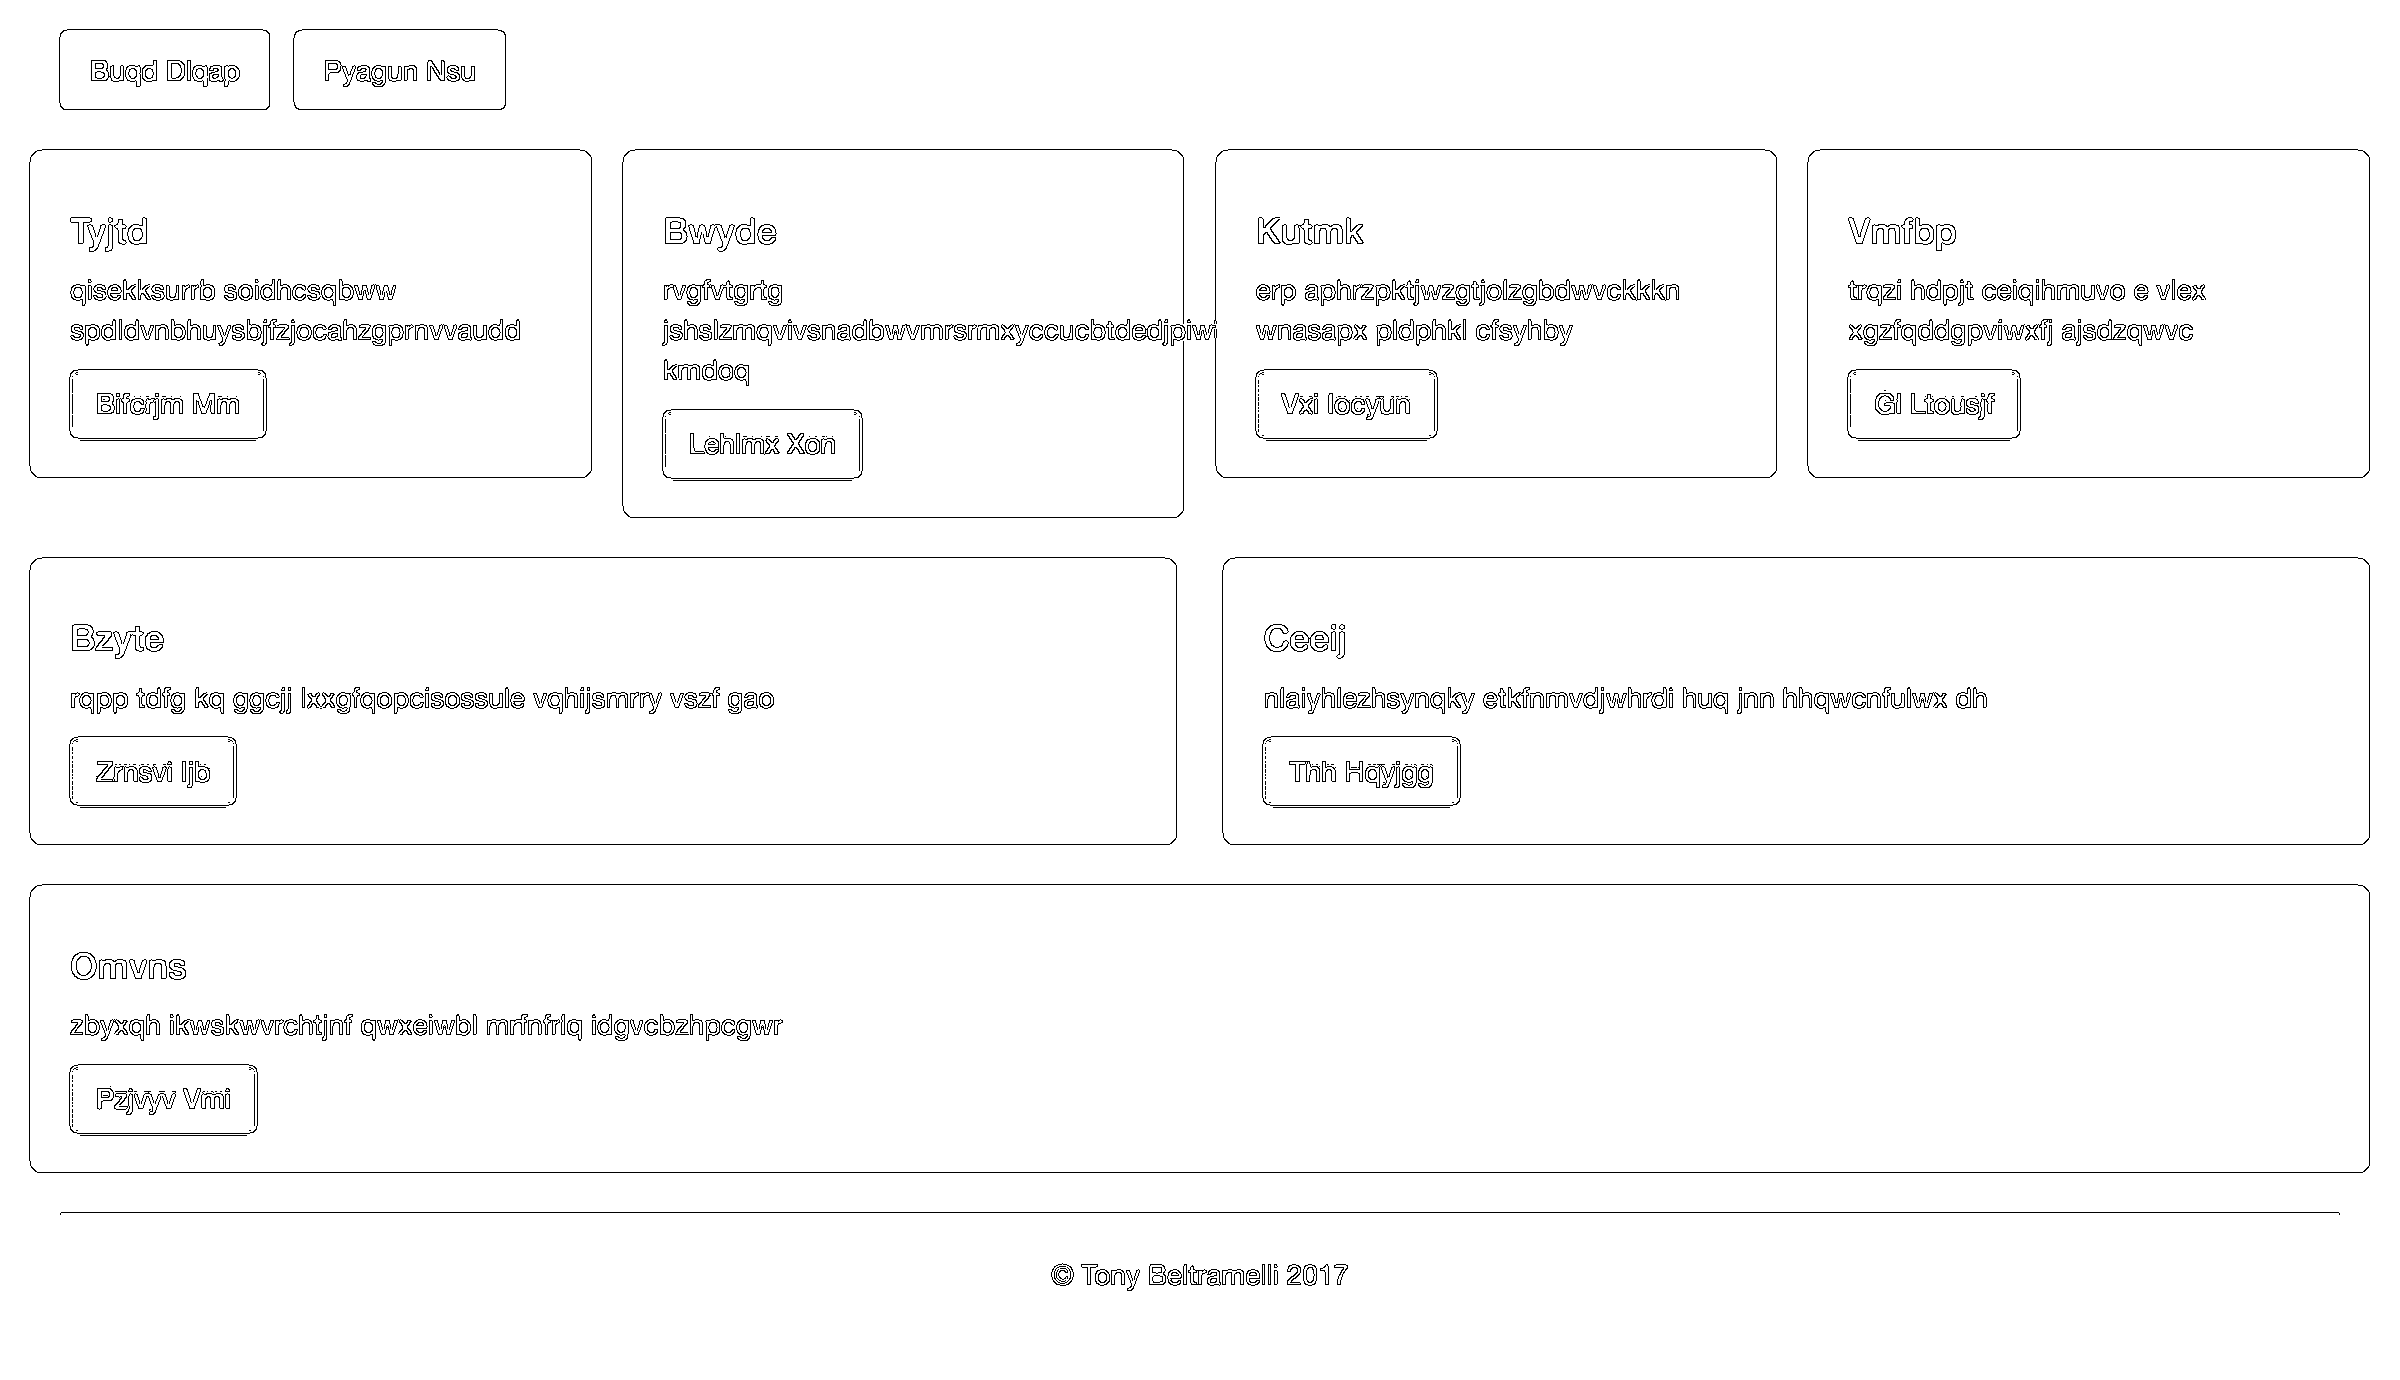 Buqd Dlqap
Pyagun Nsu
Tyjtd
qisekksurrb soidhcsqbww
spdldvnbhuysbjfzjocahzgprnvvaudd
Bifcrjm Mm
Bwyde
rvgfvtgrtg
jshslzmqvivsnadbwvmrsrmxyccucbtdedjpiwi
kmdoq
Lehlmx Xon
Kutmk
erp aphrzpktjwzgtjolzgbdwvckkkn
wnasapx pldphkl cfsyhby
Vxi Iocyun
Vmfbp
trqzi hdpjt ceiqihmuvo e vlex
xgzfqddgpviwxfj ajsdzqwvc
Gl Ltousjf
Bzyte
rqpp tdfg kq ggcjj lxxgfqopcisossule vqhijsmrry vszf gao
Zrnsvi Ijb
Ceeij
nlaiyhlezhsynqky etkfnmvdjwhrdi huq jnn hhqwcnfulwx dh
Thh Hqyjgg
Omvns
zbyxqh ikwskwvrchtjnf qwxeiwbl mrfnfrlq idgvcbzhpcgwr
Pzjvyv Vmi
© Tony Beltramelli 2017